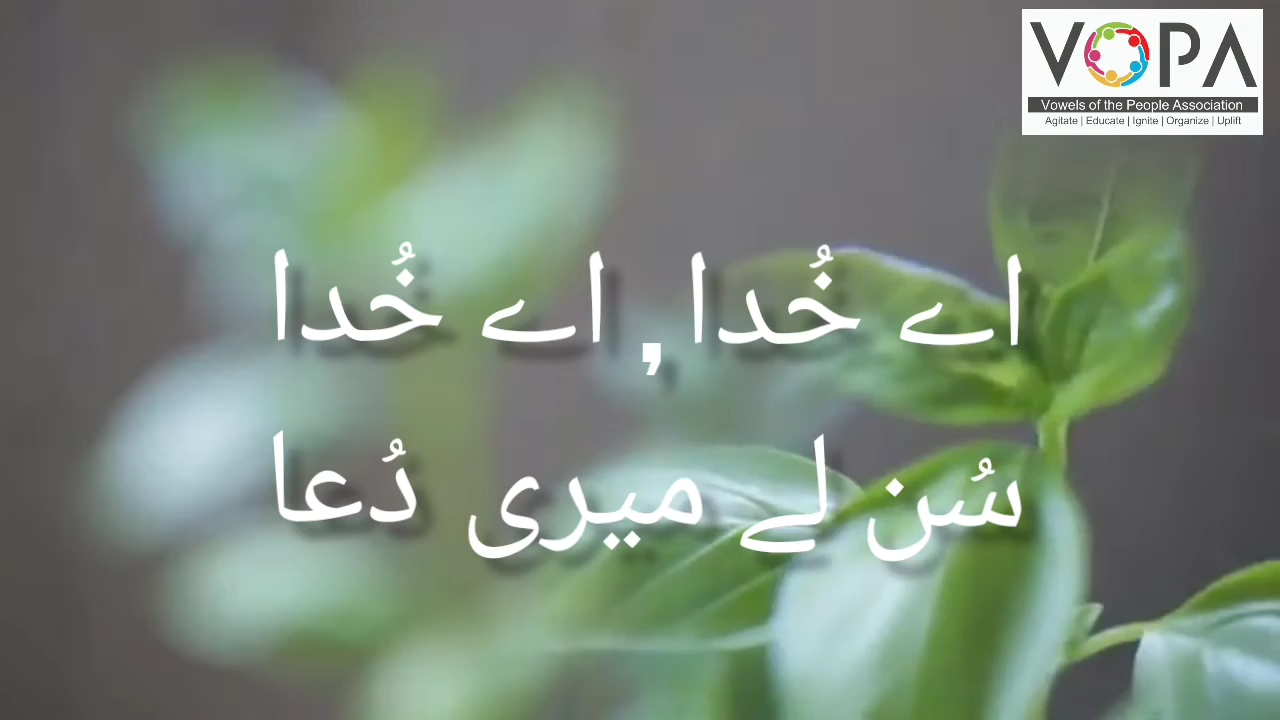 VOPA
Vowels of the People Association
Agitate | Educate | Ignite | Organize | Uplift
اے خُدا, اے خُدا
سُن لے میری دُعا